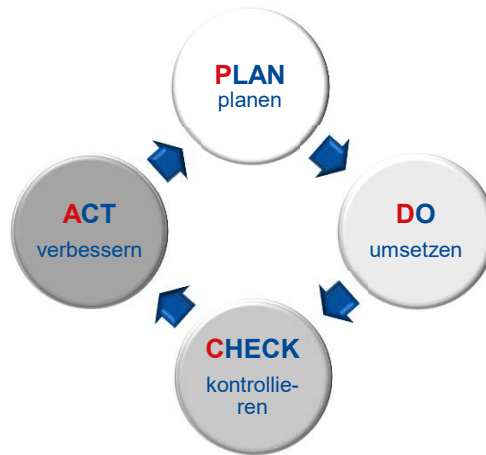 PLAN
planen
DO
umsetzen
CHECK
kontrollie-
ren
ACT
verbessern